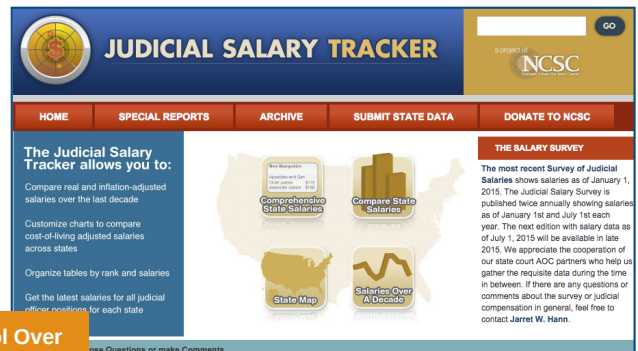 GO
JUDICIAL SALARY TRACKER
a project of
NCSC
HOME SPECIAL REPORTS ARCHIVE SUBMIT STATE DATA DONATE TO NCSC
The Judicial Salary
Tracker allows you to:
Compare real and inflation-adjusted
salaries over the last decade
Customize charts to compare
cost-of-living adjusted salaries
across states
Organize tables by rank and salaries
Get the latest salaries for all judicial
officer positions for each state
New Hampshire
Appellate and Gen
Chief Justice
Associate Justice
Comprehensive
State Salaries
Compare State
Salaries
State Map
Salaries Over
A Decade
THE SALARY SURVEY
The most recent Survey of Judicial
Salaries shows salaries as of January 1,
2015. The Judicial Salary Survey is
published twice annually showing salaries
as of January 1st and July 1st each
year. The next edition with salary data as
of July 1, 2015 will be available in late
2015. We appreciate the cooperation of
our state court AOC partners who help us
gather the requisite data during the time
in between. If there are any questions or
comments about the survey or judicial
compensation in general, feel free to
contact Jarret W. Hann.
Over
Questions or make Comments